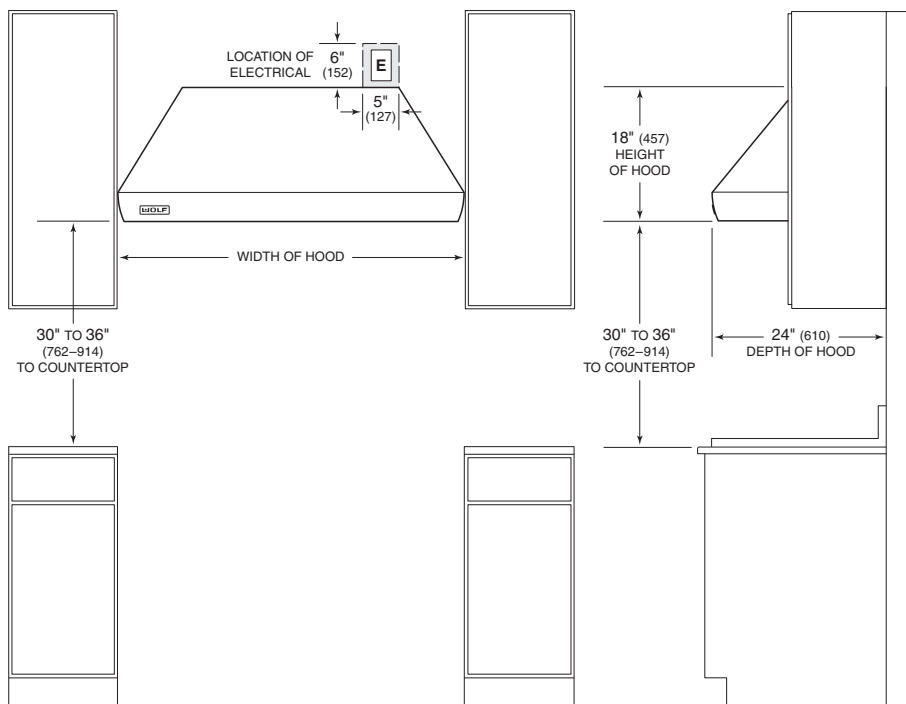 LOCATION OF
ELECTRICAL
6"
(152)
E
5"
(127)
WOLF
WIDTH OF HOOD
30" TO 36"
(762–914)
TO COUNTERTOP
18" (457)
HEIGHT
OF HOOD
30" TO 36"
(762–914)
TO COUNTERTOP
24" (610)
DEPTH OF HOOD